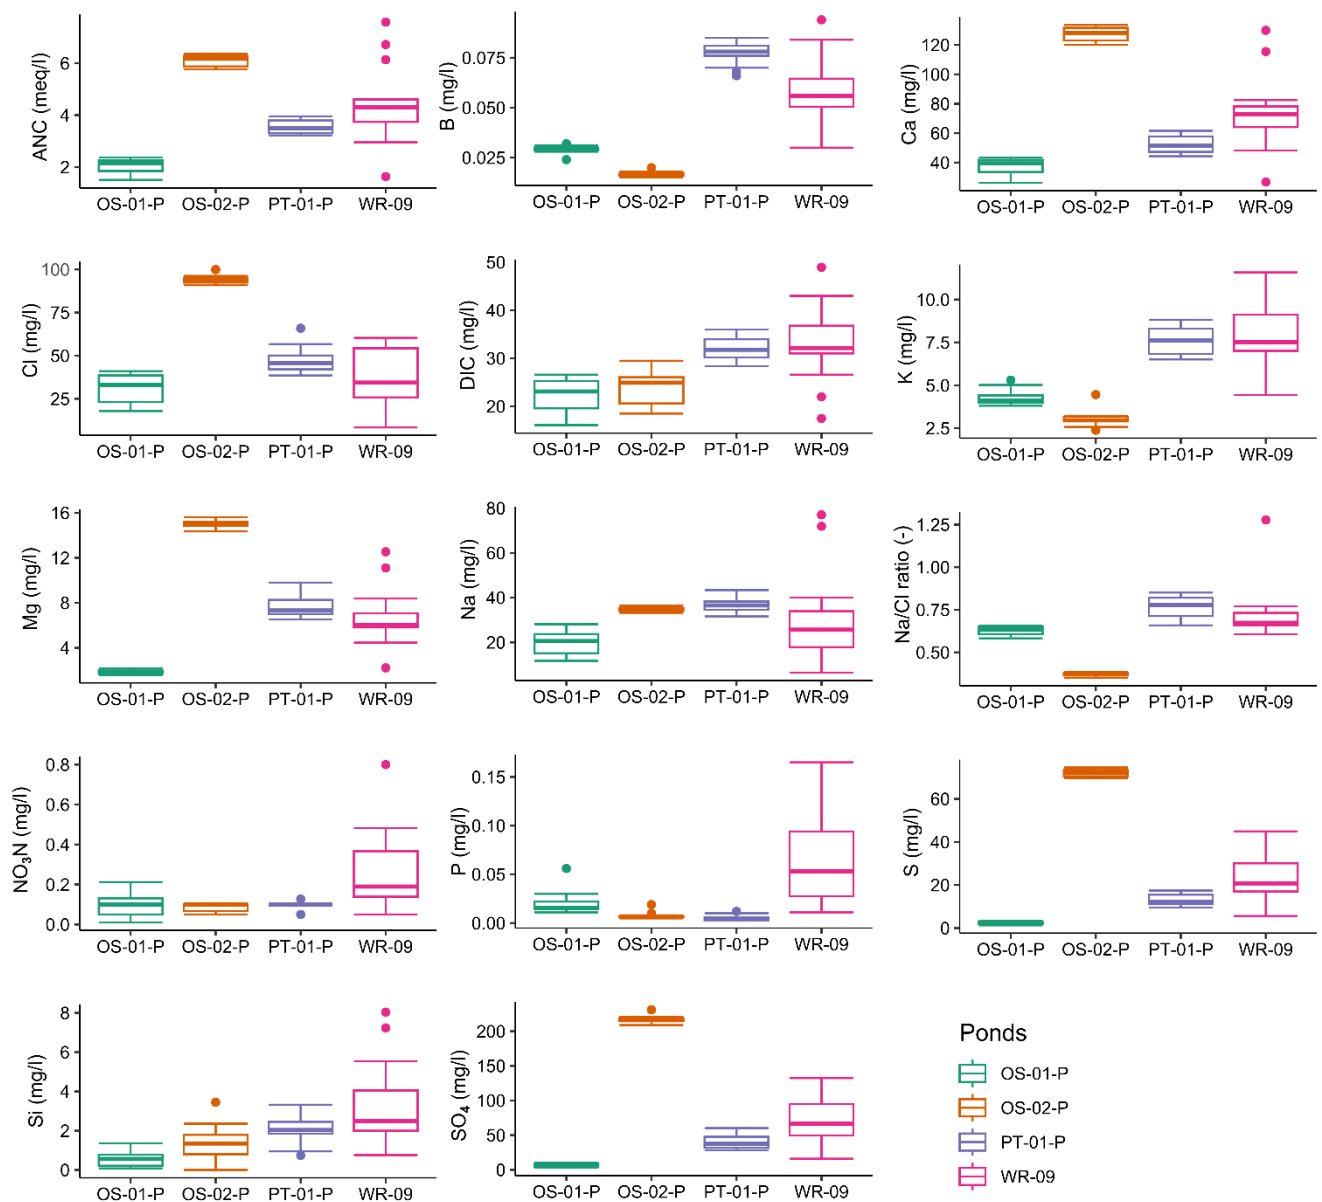 ANC (meq/l)
6
4
2
OS-01-P OS-02-P PT-01-P WR-09
B (mg/l)
0.075
0.050
0.025
OS-01-P OS-02-P PT-01-P WR-09
Ca (mg/l)
120
100
80
60
40
OS-01-P OS-02-P PT-01-P WR-09
Cl (mg/l)
100
75
50
25
OS-01-P OS-02-P PT-01-P WR-09
DIC (mg/l)
50
40
30
20
OS-01-P OS-02-P PT-01-P WR-09
K (mg/l)
10.0
7.5
5.0
2.5
OS-01-P OS-02-P PT-01-P WR-09
Mg (mg/l)
16
12
8
4
OS-01-P OS-02-P PT-01-P WR-09
Na (mg/l)
80
60
40
20
OS-01-P OS-02-P PT-01-P WR-09
Na/Cl ratio (-)
1.25
1.00
0.75
0.50
OS-01-P OS-02-P PT-01-P WR-09
NO₃N (mg/l)
0.8
0.6
0.4
0.2
0.0
OS-01-P OS-02-P PT-01-P WR-09
P (mg/l)
0.15
0.10
0.05
0.00
OS-01-P OS-02-P PT-01-P WR-09
S (mg/l)
60
40
20
0
OS-01-P OS-02-P PT-01-P WR-09
Si (mg/l)
8
6
4
2
0
OS-01-P OS-02-P PT-01-P WR-09
SO₄ (mg/l)
200
150
100
50
0
OS-01-P OS-02-P PT-01-P WR-09
Ponds
OS-01-P
OS-02-P
PT-01-P
WR-09